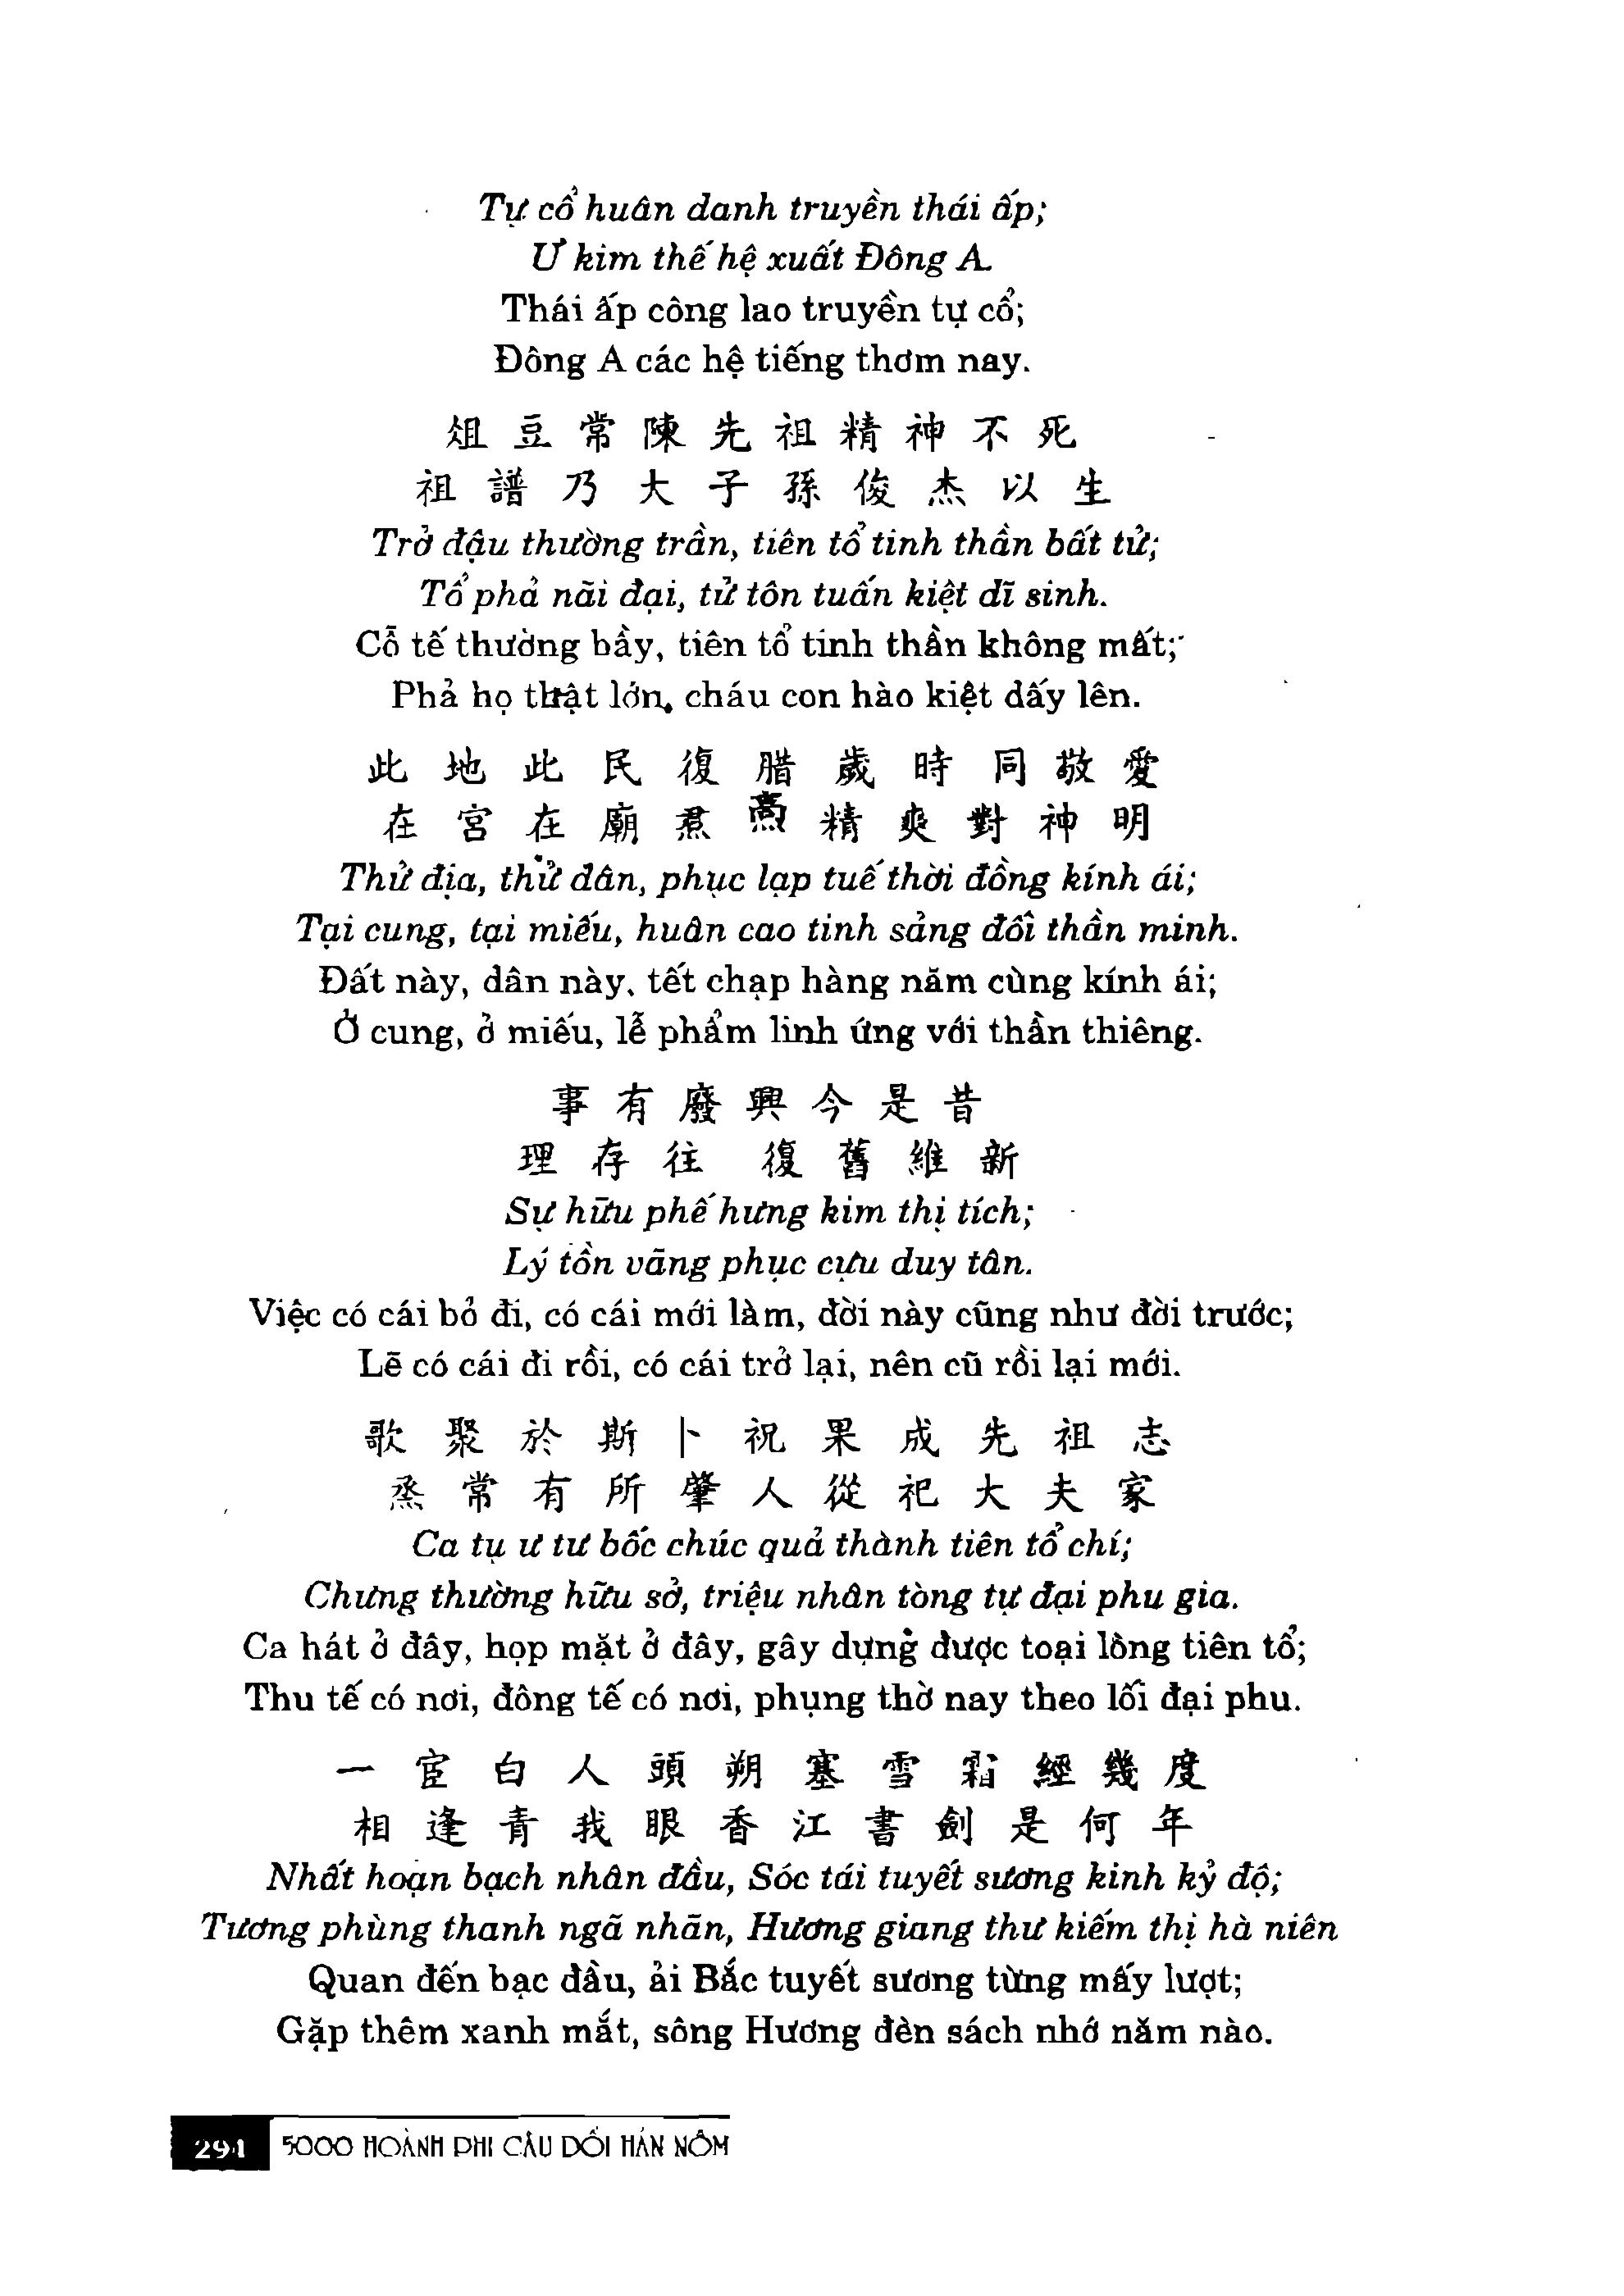 Tự cổ huân danh truyền thái ấp;
Ư kim thế hệ xuất Đông A.
Thái ấp công lao truyền tự cổ;
Đông A các hệ tiếng thơm nay.
俎豆常陳先祖精神不死
祖譜乃大子孫俊杰以生
Trở đậu thường trần, tiên tổ tinh thần bất tử;
Tổ phả nãi đại, tử tôn tuấn kiệt dĩ sinh.
Cỗ tế thường bầy, tiên tổ tinh thần không mất;
Phả họ thật lớn, cháu con hào kiệt dấy lên.
此地此民復腊歲時同敬愛
在宮在廟焄熇精爽對神明
Thử địa, thử dân, phục lạp tuế thời đồng kính ái;
Tại cung, tại miếu, huân cao tinh sảng đối thần minh.
Đất này, dân này, tết chạp hàng năm cùng kính ái;
Ở cung, ở miếu, lễ phẩm linh ứng với thần thiêng.
事有廢興今是昔
理存往復舊維新
Sự hữu phế hưng kim thị tích;
Lý tồn vãng phục cựu duy tân.
Việc có cái bỏ đi, có cái mới làm, đời này cũng như đời trước;
Lẽ có cái đi rồi, có cái trở lại, nên cũ rồi lại mới.
歌聚於斯卜祝果成先祖志
烝常有所肇人從祀大夫家
Ca tụ ư tư bốc chúc quả thành tiên tổ chí;
Chưng thường hữu sở, triệu nhân tòng tự đại phu gia.
Ca hát ở đây, họp mặt ở đây, gây dựng được toại lòng tiên tổ;
Thu tế có nơi, đông tế có nơi, phụng thờ nay theo lối đại phu.
一宦白人頭朔塞雪霜經幾度
相逢青我眼香江書劍是何年
Nhất hoạn bạch nhân đầu, Sóc tái tuyết sương kinh kỷ độ;
Tương phùng thanh ngã nhãn, Hương giang thư kiếm thị hà niên
Quan đến bạc đầu, ải Bắc tuyết sương từng mấy lượt;
Gặp thêm xanh mắt, sông Hương đèn sách nhớ năm nào.
294 5000 HOÀNH PHI CÂU ĐỐI HÁN NÔM